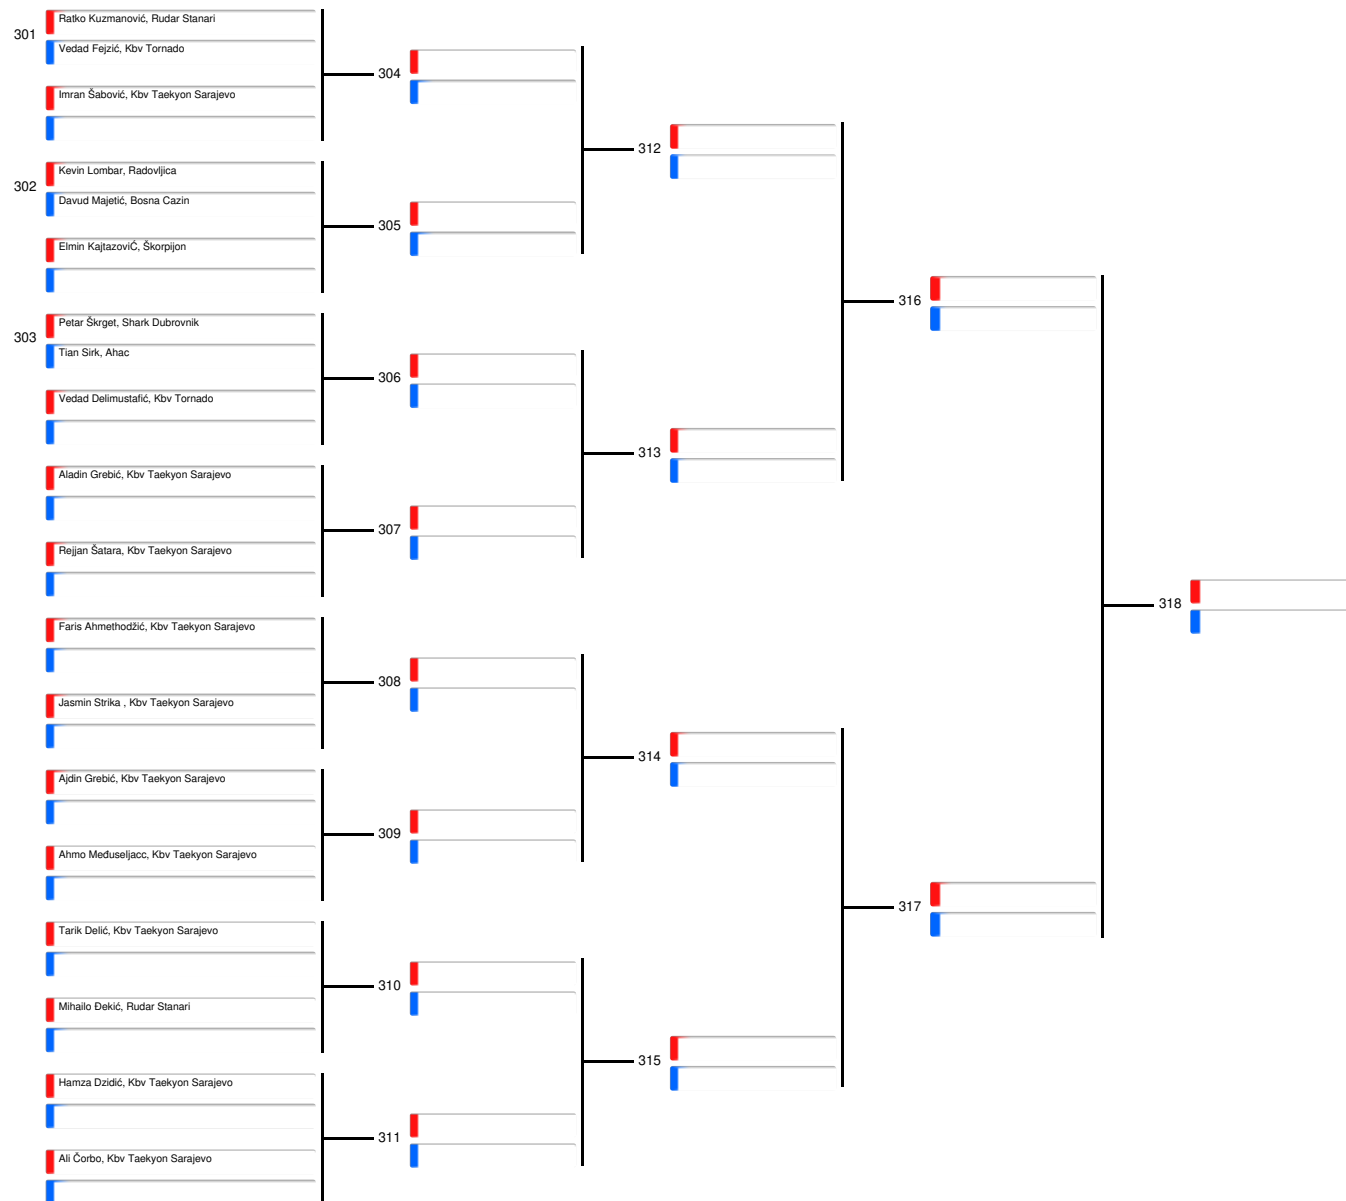 301
Ratko Kuzmanović, Rudar Stanari
Vedad Fejzić, Kbv Tornado
304
Imran Šabović, Kbv Taekyon Sarajevo
312
302
Kevin Lombar, Radovljica
Davud Majetić, Bosna Cazin
305
Elmin KajtazoviĆ, Škorpijon
316
303
Petar Škrget, Shark Dubrovnik
Tian Sirk, Ahac
306
Vedad Delimustafić, Kbv Tornado
313
Aladin Grebić, Kbv Taekyon Sarajevo
307
Rejjan Šatara, Kbv Taekyon Sarajevo
318
Faris Ahmethodžić, Kbv Taekyon Sarajevo
308
Jasmin Strika , Kbv Taekyon Sarajevo
314
Ajdin Grebić, Kbv Taekyon Sarajevo
309
Ahmo Međuseljacc, Kbv Taekyon Sarajevo
317
Tarik Delić, Kbv Taekyon Sarajevo
310
Mihailo Đekić, Rudar Stanari
315
Hamza Dzidić, Kbv Taekyon Sarajevo
311
Ali Čorbo, Kbv Taekyon Sarajevo